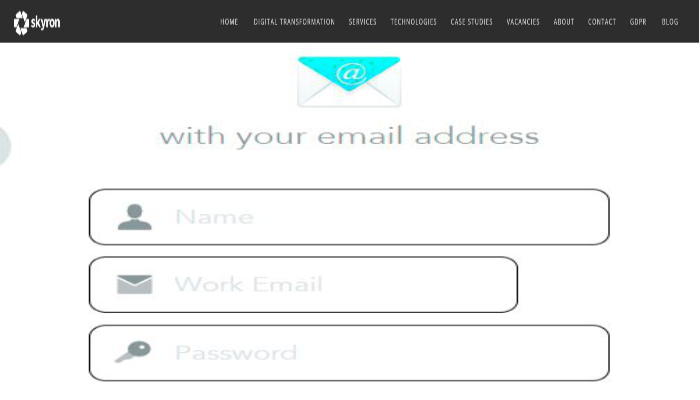 skyron
HOME DIGITAL TRANSFORMATION SERVICES TECHNOLOGIES CASE STUDIES VACANCIES ABOUT CONTACT GDPR BLOG
@
with your email address
Name
Work Email
Password